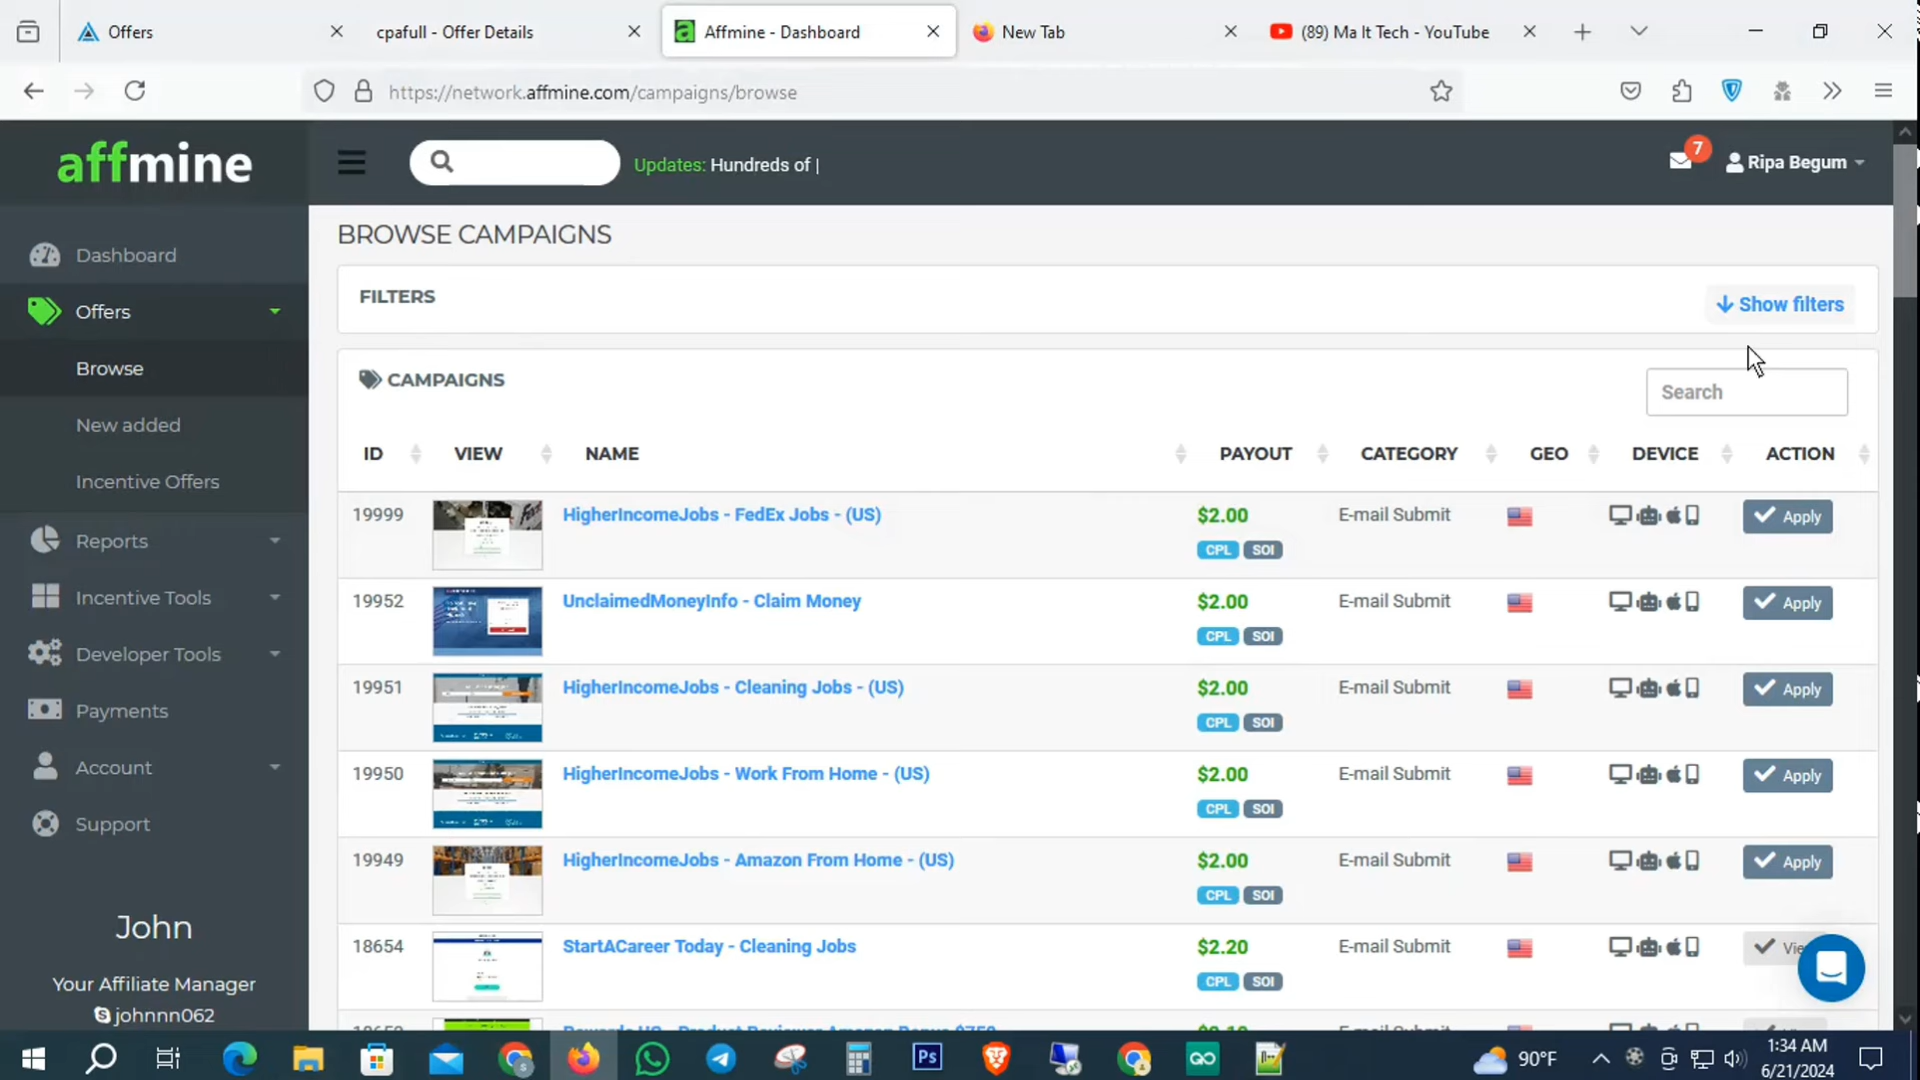 Offers
cpafull - Offer Details
Affmine - Dashboard
New Tab
(89) Ma It Tech - YouTube
https://network.affmine.com/campaigns/browse
affmine
Updates: Hundreds of |
7
Ripa Begum
Dashboard
Offers
Browse
New added
Incentive Offers
Reports
Incentive Tools
Developer Tools
Payments
Account
Support
John
Your Affiliate Manager
johnnn062
BROWSE CAMPAIGNS
FILTERS
Show filters
CAMPAIGNS
Search
ID VIEW NAME PAYOUT CATEGORY GEO DEVICE ACTION
19999 HigherIncomeJobs - FedEx Jobs - (US) $2.00 E-mail Submit Apply
CPL SOI
19952 UnclaimedMoneyInfo - Claim Money $2.00 E-mail Submit Apply
CPL SOI
19951 HigherIncomeJobs - Cleaning Jobs - (US) $2.00 E-mail Submit Apply
CPL SOI
19950 HigherIncomeJobs - Work From Home - (US) $2.00 E-mail Submit Apply
CPL SOI
19949 HigherIncomeJobs - Amazon From Home - (US) $2.00 E-mail Submit Apply
CPL SOI
18654 StartACareer Today - Cleaning Jobs $2.20 E-mail Submit
CPL SOI
Ps
90°F
1:34 AM
6/21/2024